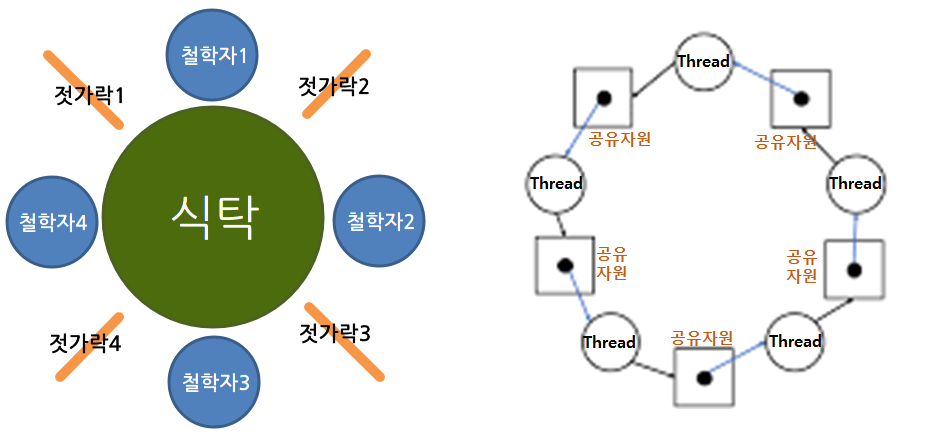 철학자1
젓가락1
젓가락2
철학자4
식탁
철학자2
젓가락4
젓가락3
철학자3
Thread
공유자원
공유자원
Thread
Thread
공유
자원
공유
자원
Thread
공유자원
Thread